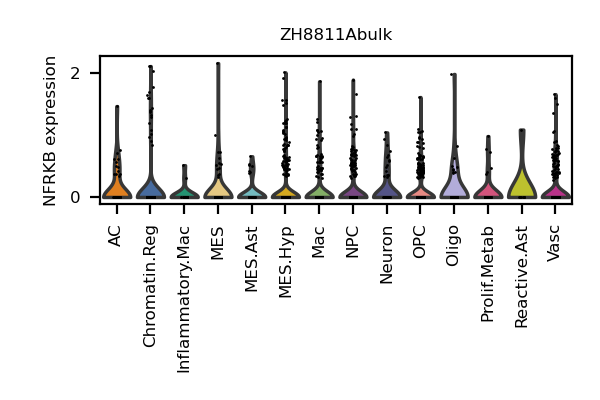 ZH8811Abulk
NFRKB expression
2
0
AC
Chromatin.Reg
Inflammatory.Mac
MES
MES.Ast
MES.Hyp
Mac
NPC
Neuron
OPC
Oligo
Prolif.Metab
Reactive.Ast
Vasc